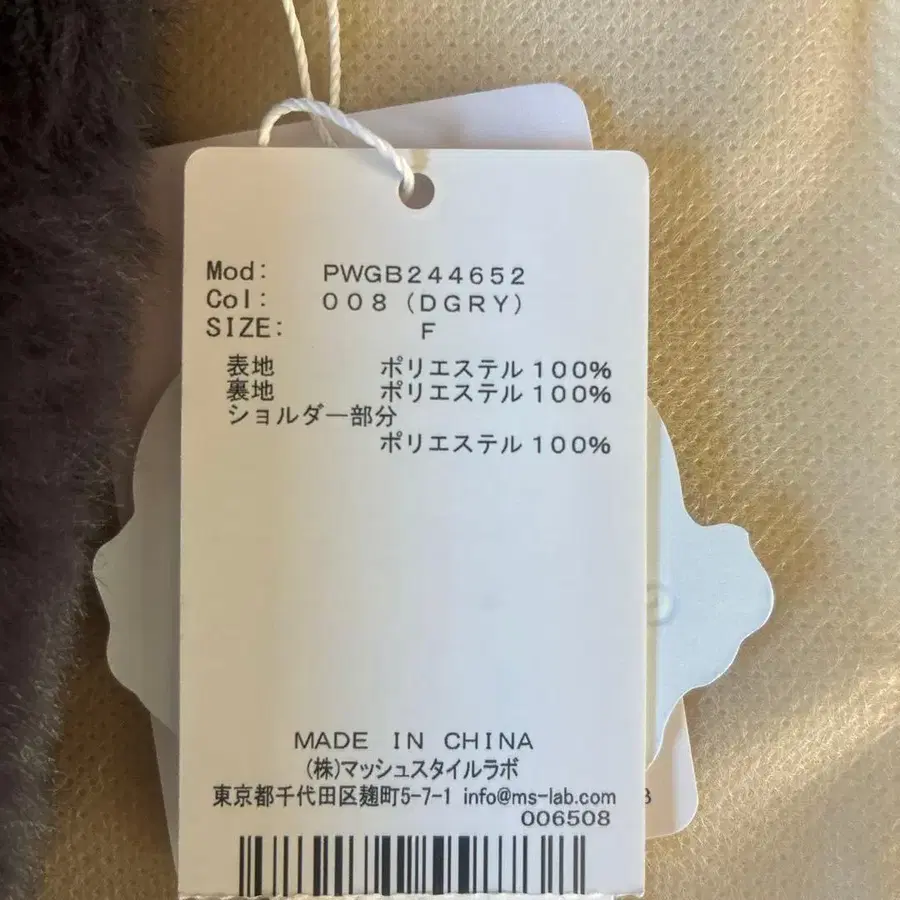 Mod: PWGB244652
Col: 008 (DGRY)
SIZE: F
表地 ポリエステル100%
裏地 ポリエステル100%
ショルダー部分
ポリエステル100%
MADE IN CHINA
(株)マッシュスタイルラボ
東京都千代田区麹町5-7-1 info@ms-lab.com
006508